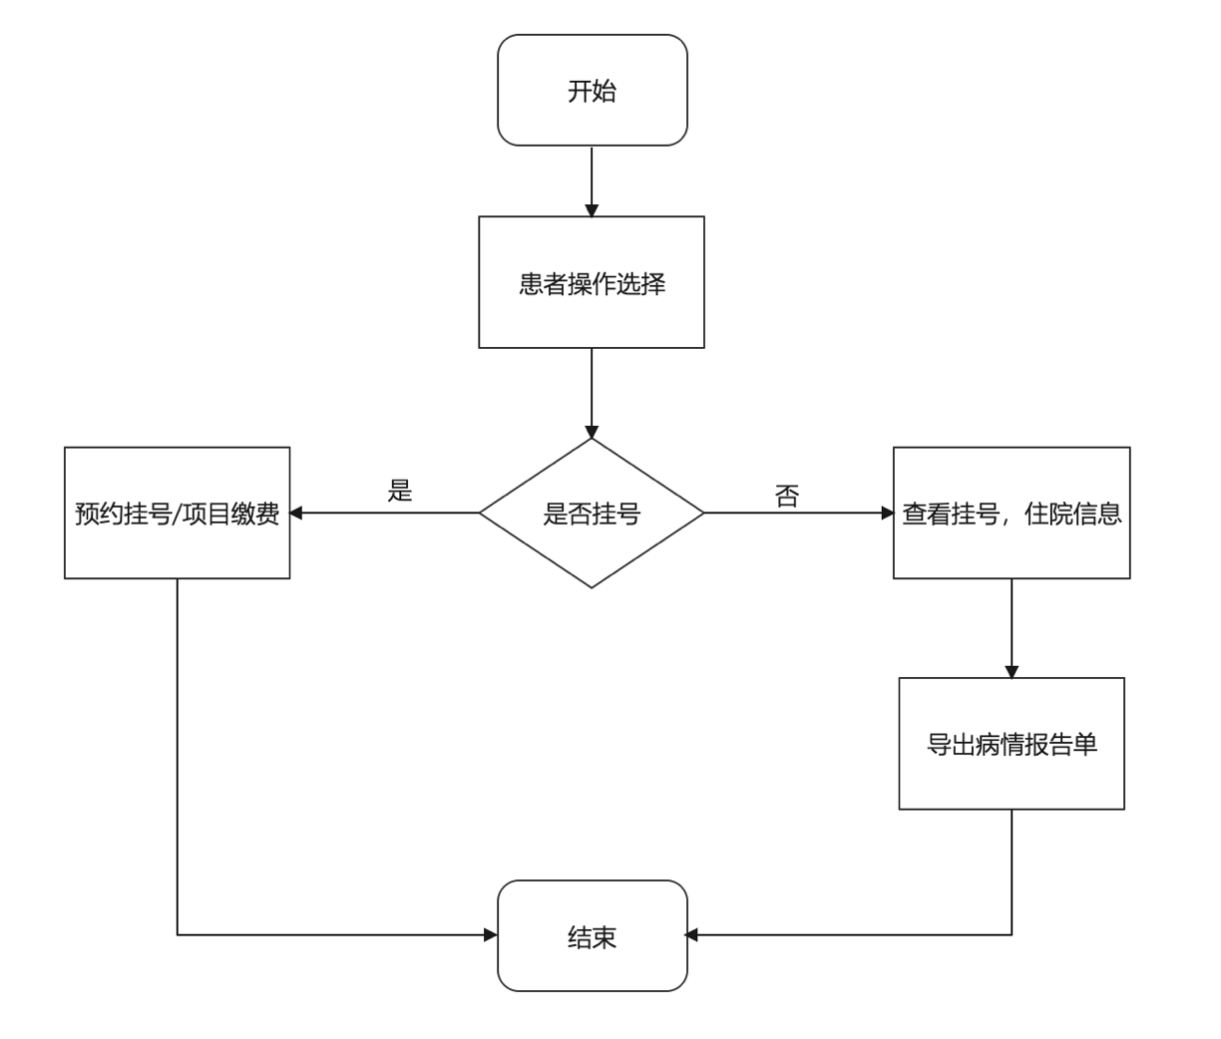 开始
患者操作选择
是
否
预约挂号/项目缴费
是否挂号
查看挂号，住院信息
导出病情报告单
结束